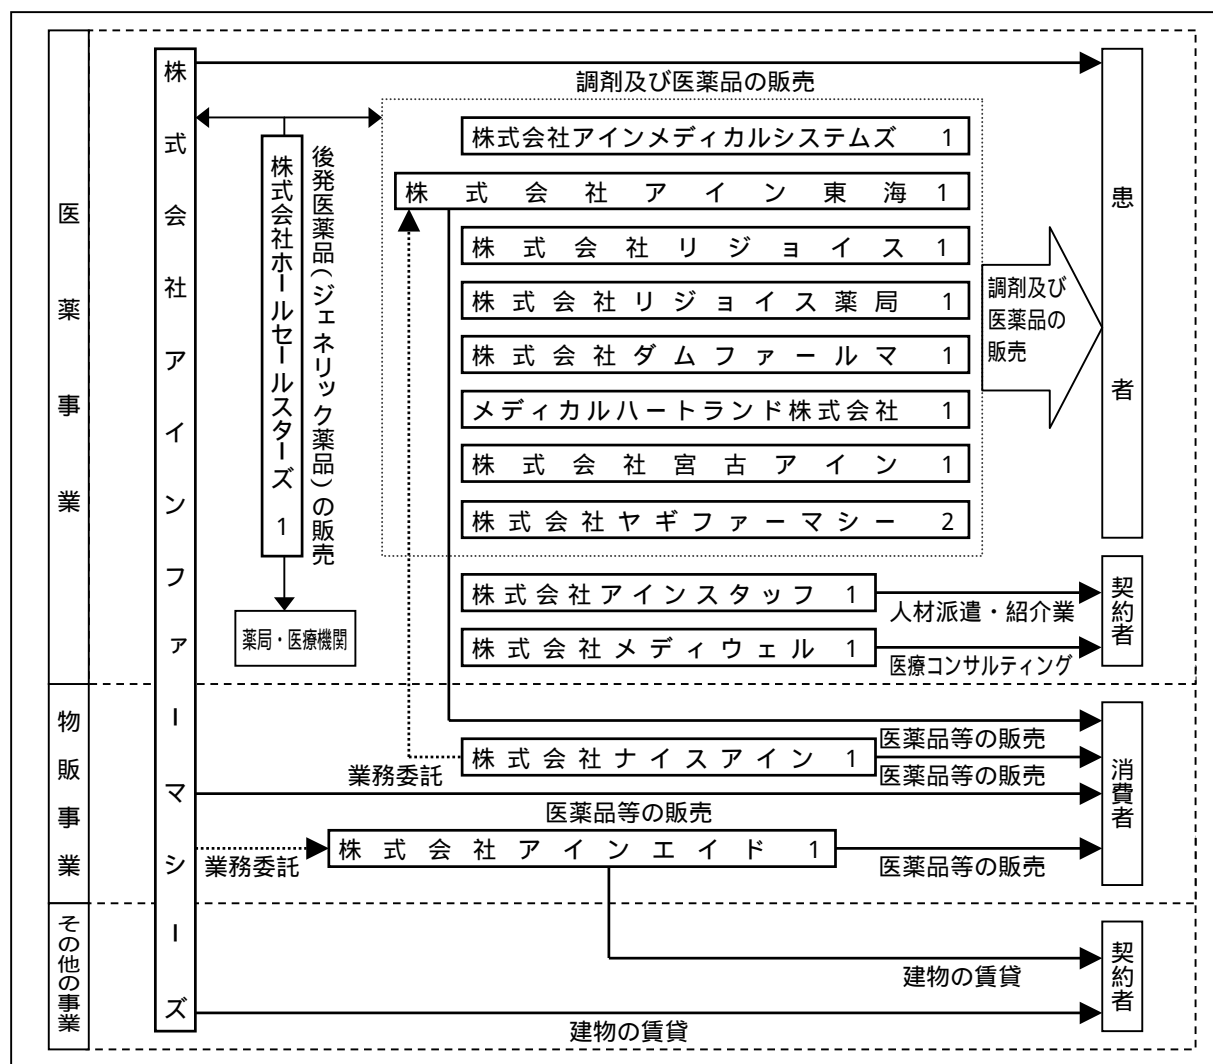 医薬事業
株式会社アインファーマシーズ
調剤及び医薬品の販売
株式会社ホールセールスターズ 1
後発医薬品(ジェネリック薬品)の販売
薬局・医療機関
株式会社アインメディカルシステムズ 1
株式会社アイン東海 1
株式会社リジョイス 1
株式会社リジョイス薬局 1
株式会社ダムファールマ 1
メディカルハートランド株式会社 1
株式会社宮古アイン 1
株式会社ヤギファーマシー 2
調剤及び
医薬品の
販売
患者
株式会社アインスタッフ 1
人材派遣・紹介業
株式会社メディウェル 1
医療コンサルティング
契約者
物販事業
医薬品等の販売
株式会社ナイスアイン 1
業務委託
医薬品等の販売
医薬品等の販売
業務委託
株式会社アインエイド 1
医薬品等の販売
消費者
その他の事業
建物の賃貸
建物の賃貸
契約者